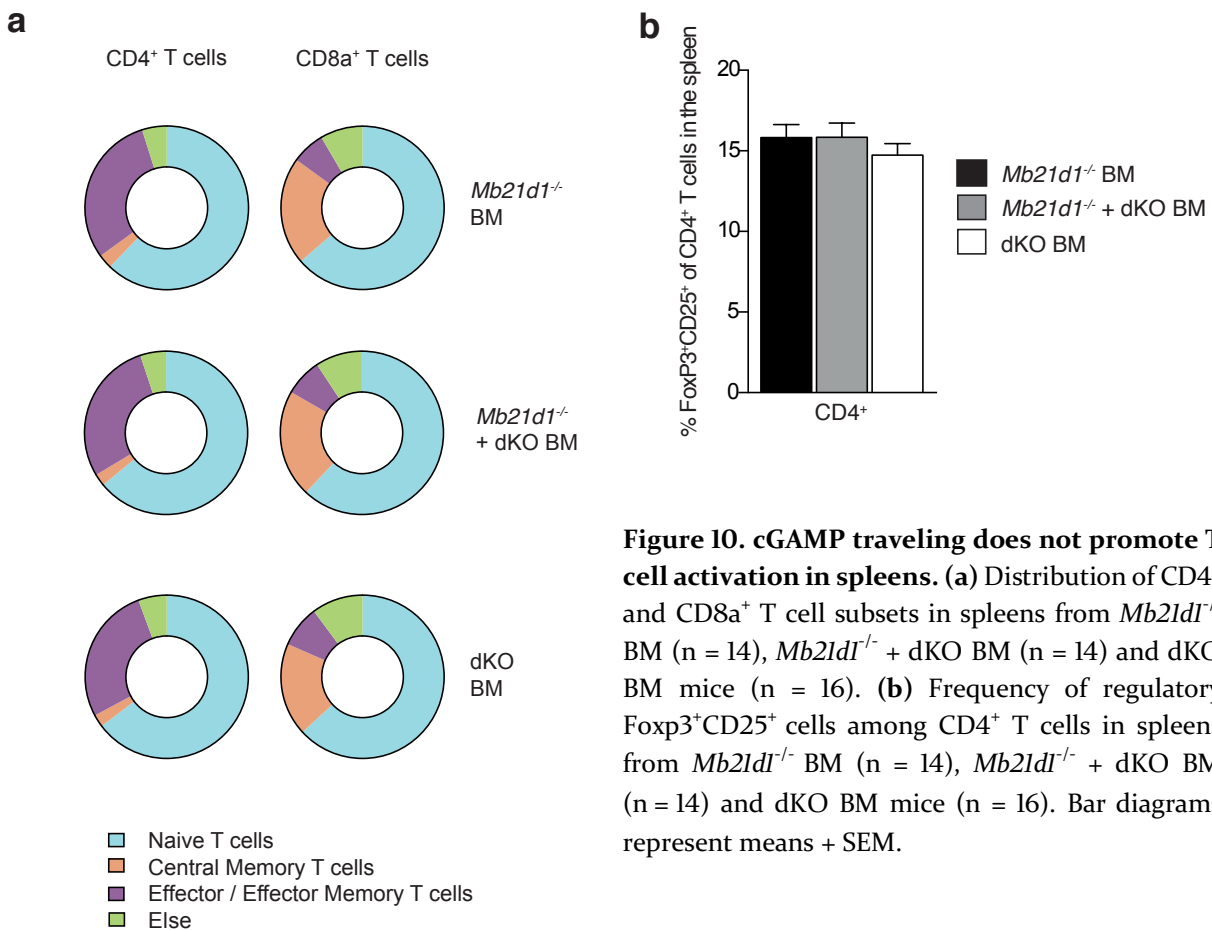 a
CD4⁺ T cells
CD8a⁺ T cells
Mb21d1⁻/⁻
BM
Mb21d1⁻/⁻
+ dKO BM
dKO
BM
Naive T cells
Central Memory T cells
Effector / Effector Memory T cells
Else
b
% FoxP3⁺CD25⁺ of CD4⁺ T cells in the spleen
20
15
10
5
0
CD4⁺
Mb21d1⁻/⁻ BM
Mb21d1⁻/⁻ + dKO BM
dKO BM
Figure 10. cGAMP traveling does not promote T
cell activation in spleens. (a) Distribution of CD4
and CD8a⁺ T cell subsets in spleens from Mb21d1⁻/
BM (n = 14), Mb21d1⁻/⁻ + dKO BM (n = 14) and dKO
BM mice (n = 16). (b) Frequency of regulatory
Foxp3⁺CD25⁺ cells among CD4⁺ T cells in spleen
from Mb21d1⁻/⁻ BM (n = 14), Mb21d1⁻/⁻ + dKO BM
(n = 14) and dKO BM mice (n = 16). Bar diagram
represent means + SEM.